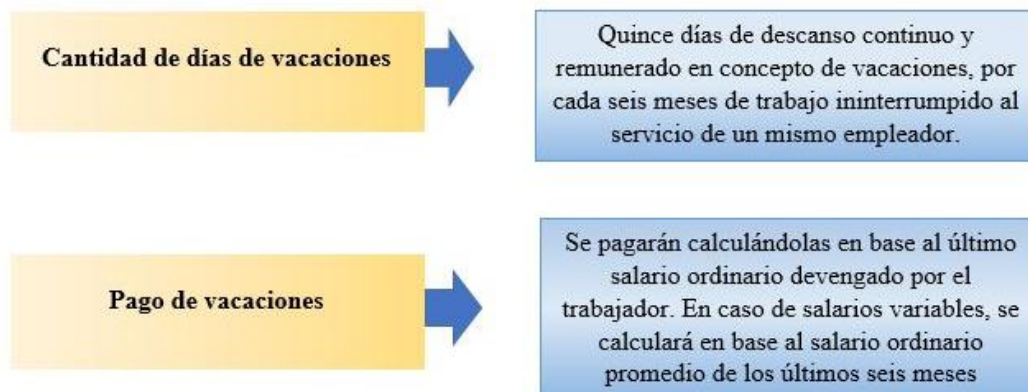 Cantidad de días de vacaciones
Quince días de descanso continuo y
remunerado en concepto de vacaciones, por
cada seis meses de trabajo ininterrumpido al
servicio de un mismo empleador.
Pago de vacaciones
Se pagarán calculándolas en base al último
salario ordinario devengado por el
trabajador. En caso de salarios variables, se
calculará en base al salario ordinario
promedio de los últimos seis meses